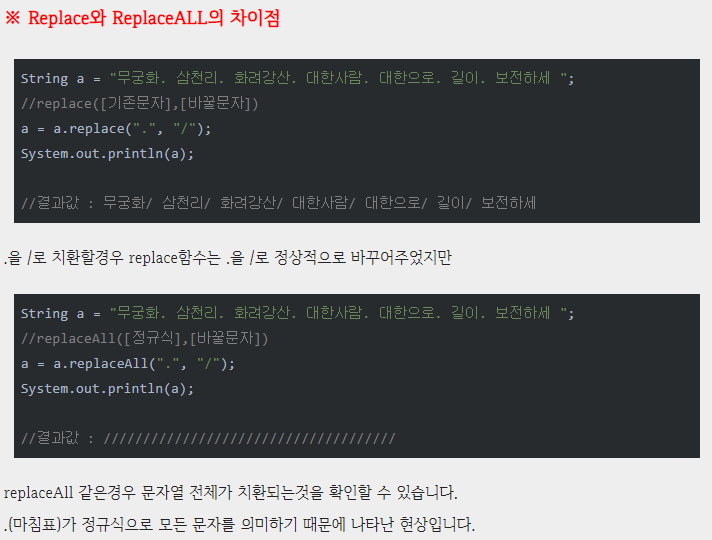 ※ Replace와 ReplaceALL의 차이점
String a = "무궁화. 삼천리. 화려강산. 대한사람. 대한으로. 길이. 보전하세 ";
//replace([기존문자],[바꿀문자])
a = a.replace(".", "/");
System.out.println(a);
//결과값 : 무궁화/ 삼천리/ 화려강산/ 대한사람/ 대한으로/ 길이/ 보전하세
.을 /로 치환할경우 replace함수는 .을 /로 정상적으로 바꾸어주었지만
String a = "무궁화. 삼천리. 화려강산. 대한사람. 대한으로. 길이. 보전하세 ";
//replaceAll([정규식],[바꿀문자])
a = a.replaceAll(".", "/");
System.out.println(a);
//결과값 : /////////////////////////////////////
replaceAll 같은경우 문자열 전체가 치환되는것을 확인할 수 있습니다.
.(마침표)가 정규식으로 모든 문자를 의미하기 때문에 나타난 현상입니다.